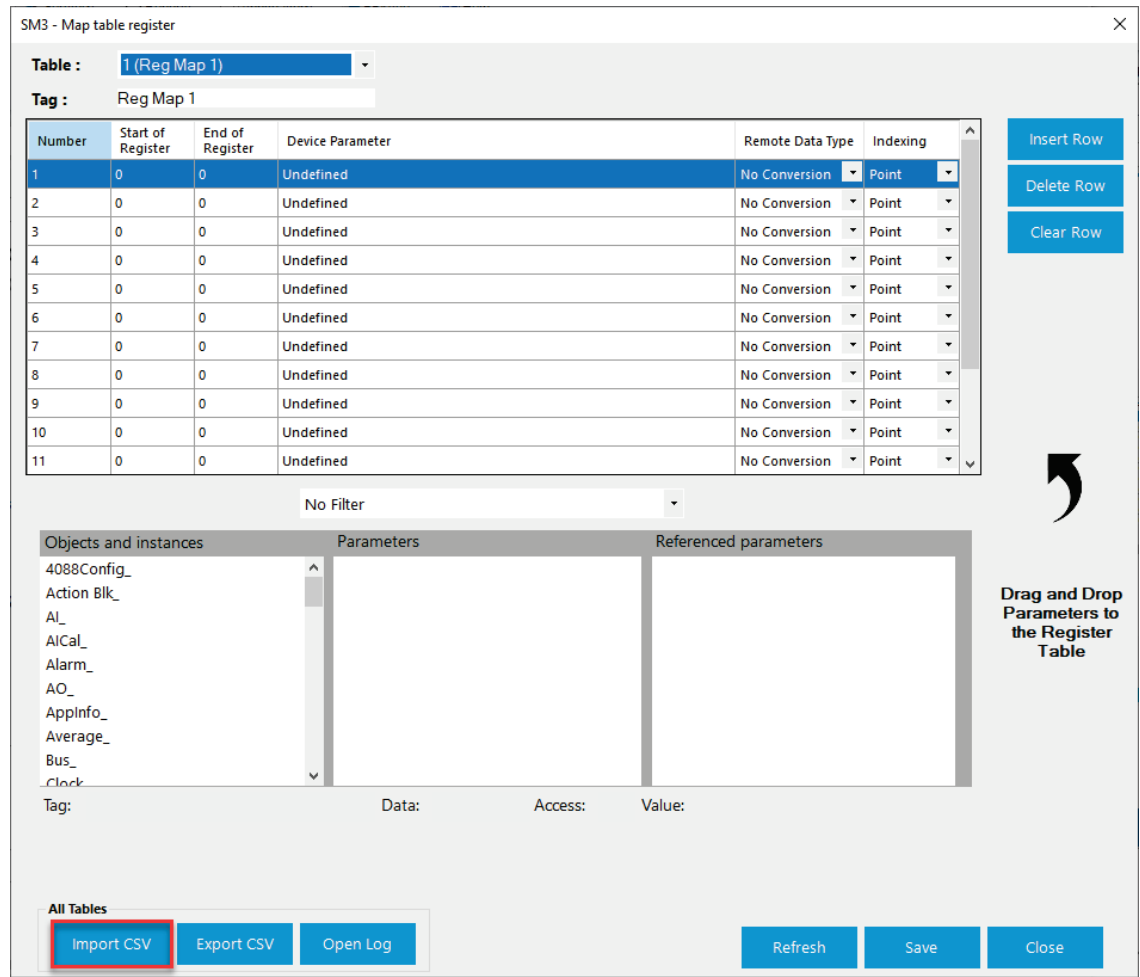 SM3 - Map table register
Table : 1 (Reg Map 1)
Tag : Reg Map 1
Number Start of Register End of Register Device Parameter Remote Data Type Indexing
1 0 0 Undefined No Conversion Point
2 0 0 Undefined No Conversion Point
3 0 0 Undefined No Conversion Point
4 0 0 Undefined No Conversion Point
5 0 0 Undefined No Conversion Point
6 0 0 Undefined No Conversion Point
7 0 0 Undefined No Conversion Point
8 0 0 Undefined No Conversion Point
9 0 0 Undefined No Conversion Point
10 0 0 Undefined No Conversion Point
11 0 0 Undefined No Conversion Point
Insert Row
Delete Row
Clear Row
No Filter
Objects and instances Parameters Referenced parameters
4088Config_
Action Blk_
AI_
AICal_
Alarm_
AO_
AppInfo_
Average_
Bus_
Clock
Drag and Drop
Parameters to
the Register
Table
Tag: Data: Access: Value:
All Tables
Import CSV Export CSV Open Log Refresh Save Close